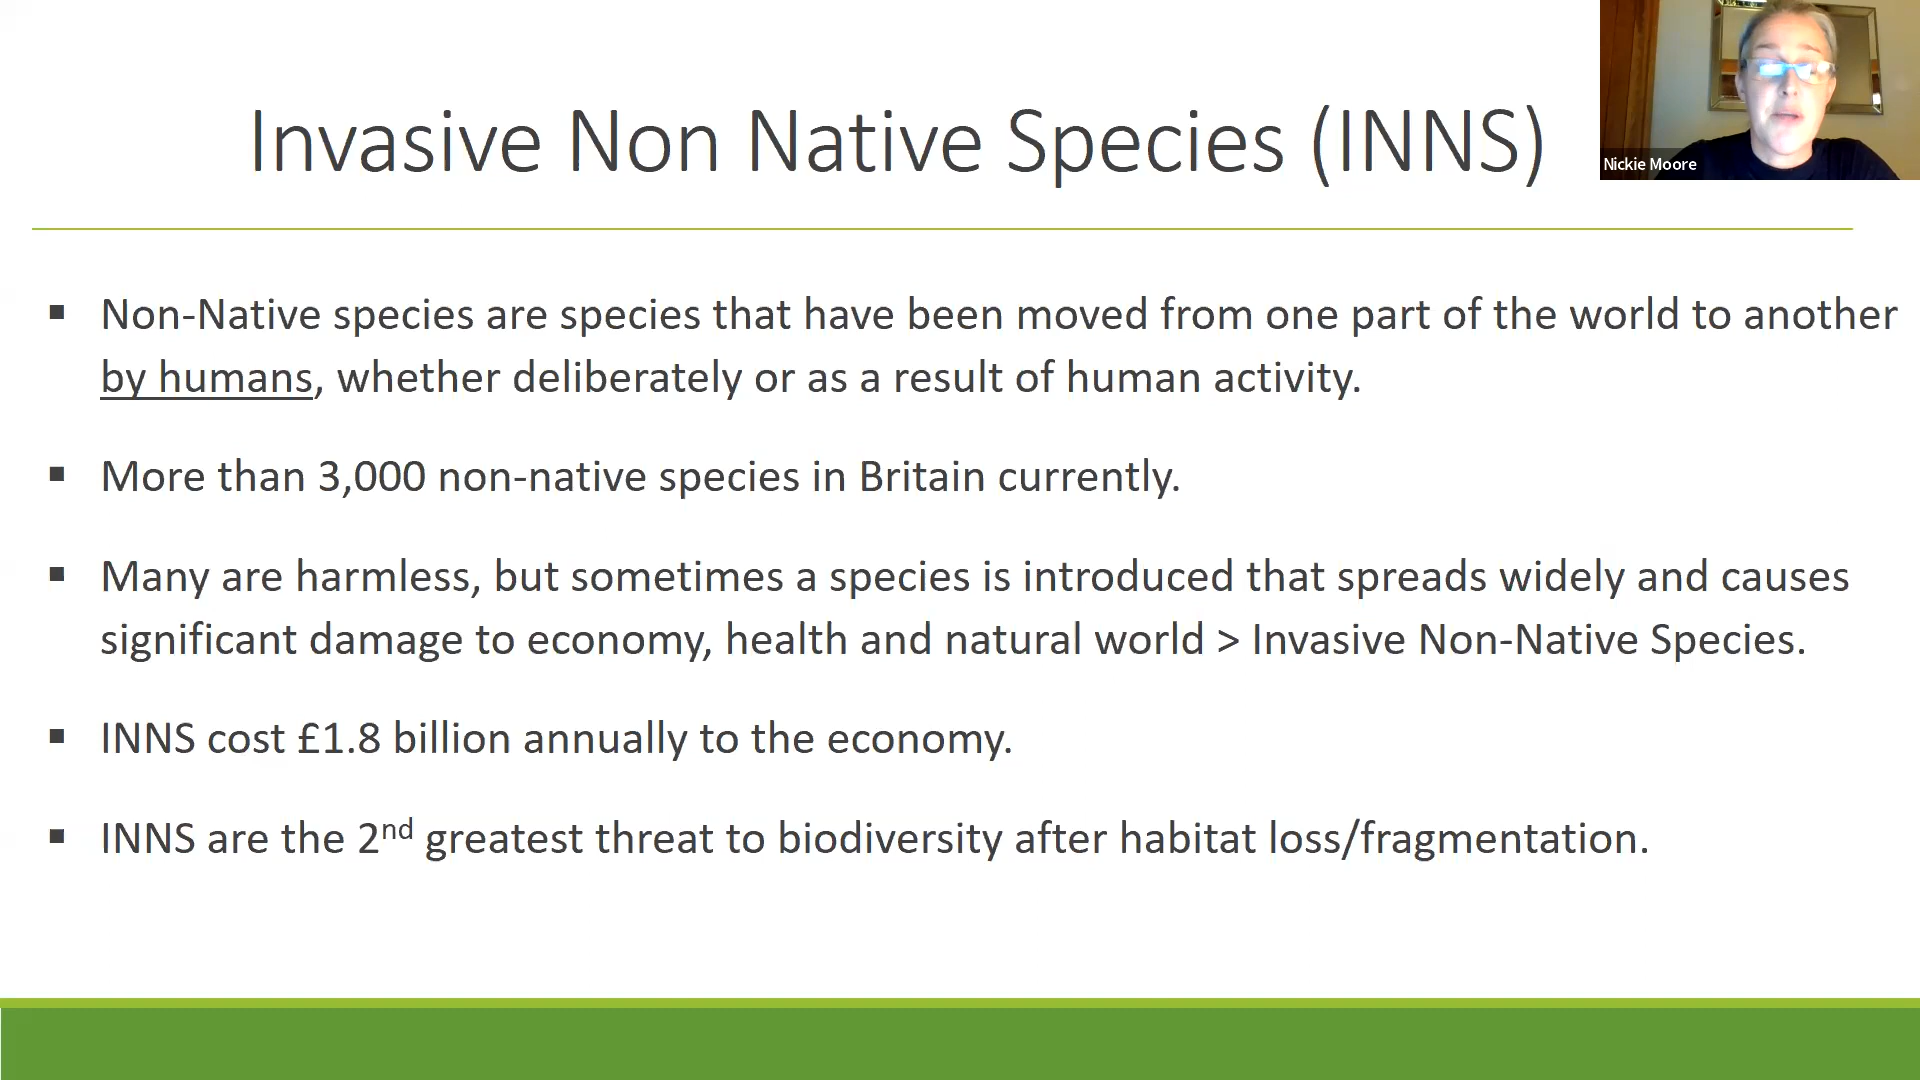 Invasive Non Native Species (INNS)
Nickie Moore
▪ Non-Native species are species that have been moved from one part of the world to another
by humans, whether deliberately or as a result of human activity.
▪ More than 3,000 non-native species in Britain currently.
▪ Many are harmless, but sometimes a species is introduced that spreads widely and causes
significant damage to economy, health and natural world > Invasive Non-Native Species.
▪ INNS cost £1.8 billion annually to the economy.
▪ INNS are the 2nd greatest threat to biodiversity after habitat loss/fragmentation.